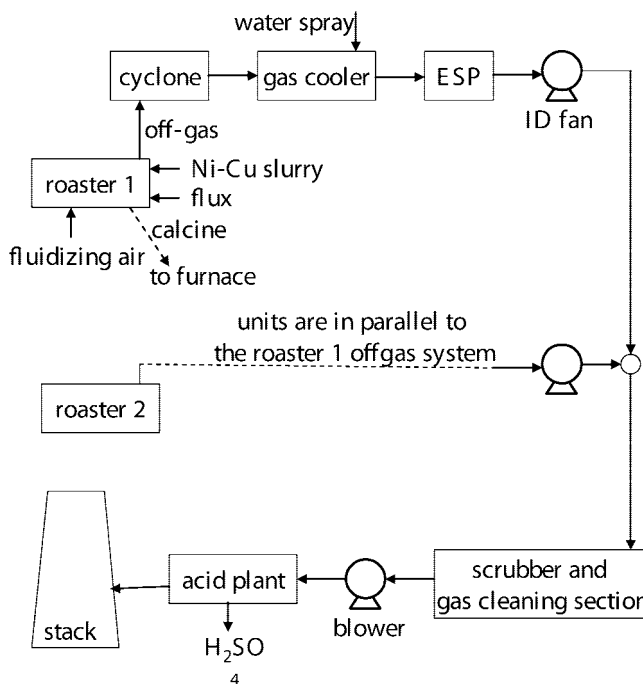 water spray
cyclone
gas cooler
ESP
ID fan
off-gas
roaster 1
Ni-Cu slurry
flux
calcine
fluidizing air
to furnace
units are in parallel to
the roaster 1 offgas system
roaster 2
scrubber and
gas cleaning section
blower
acid plant
stack
H₂SO
4